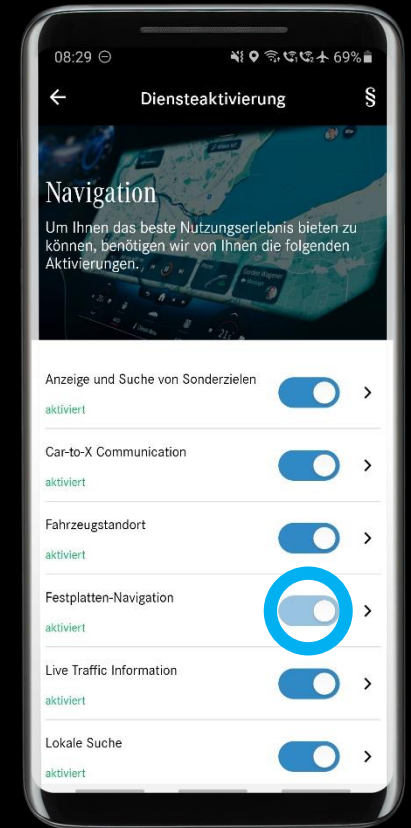 08:29 69%
Diensteaktivierung §
Navigation
Um Ihnen das beste Nutzungserlebnis bieten zu
können, benötigen wir von Ihnen die folgenden
Aktivierungen.
Anzeige und Suche von Sonderzielen
aktiviert
Car-to-X Communication
aktiviert
Fahrzeugstandort
aktiviert
Festplatten-Navigation
aktiviert
Live Traffic Information
aktiviert
Lokale Suche
aktiviert